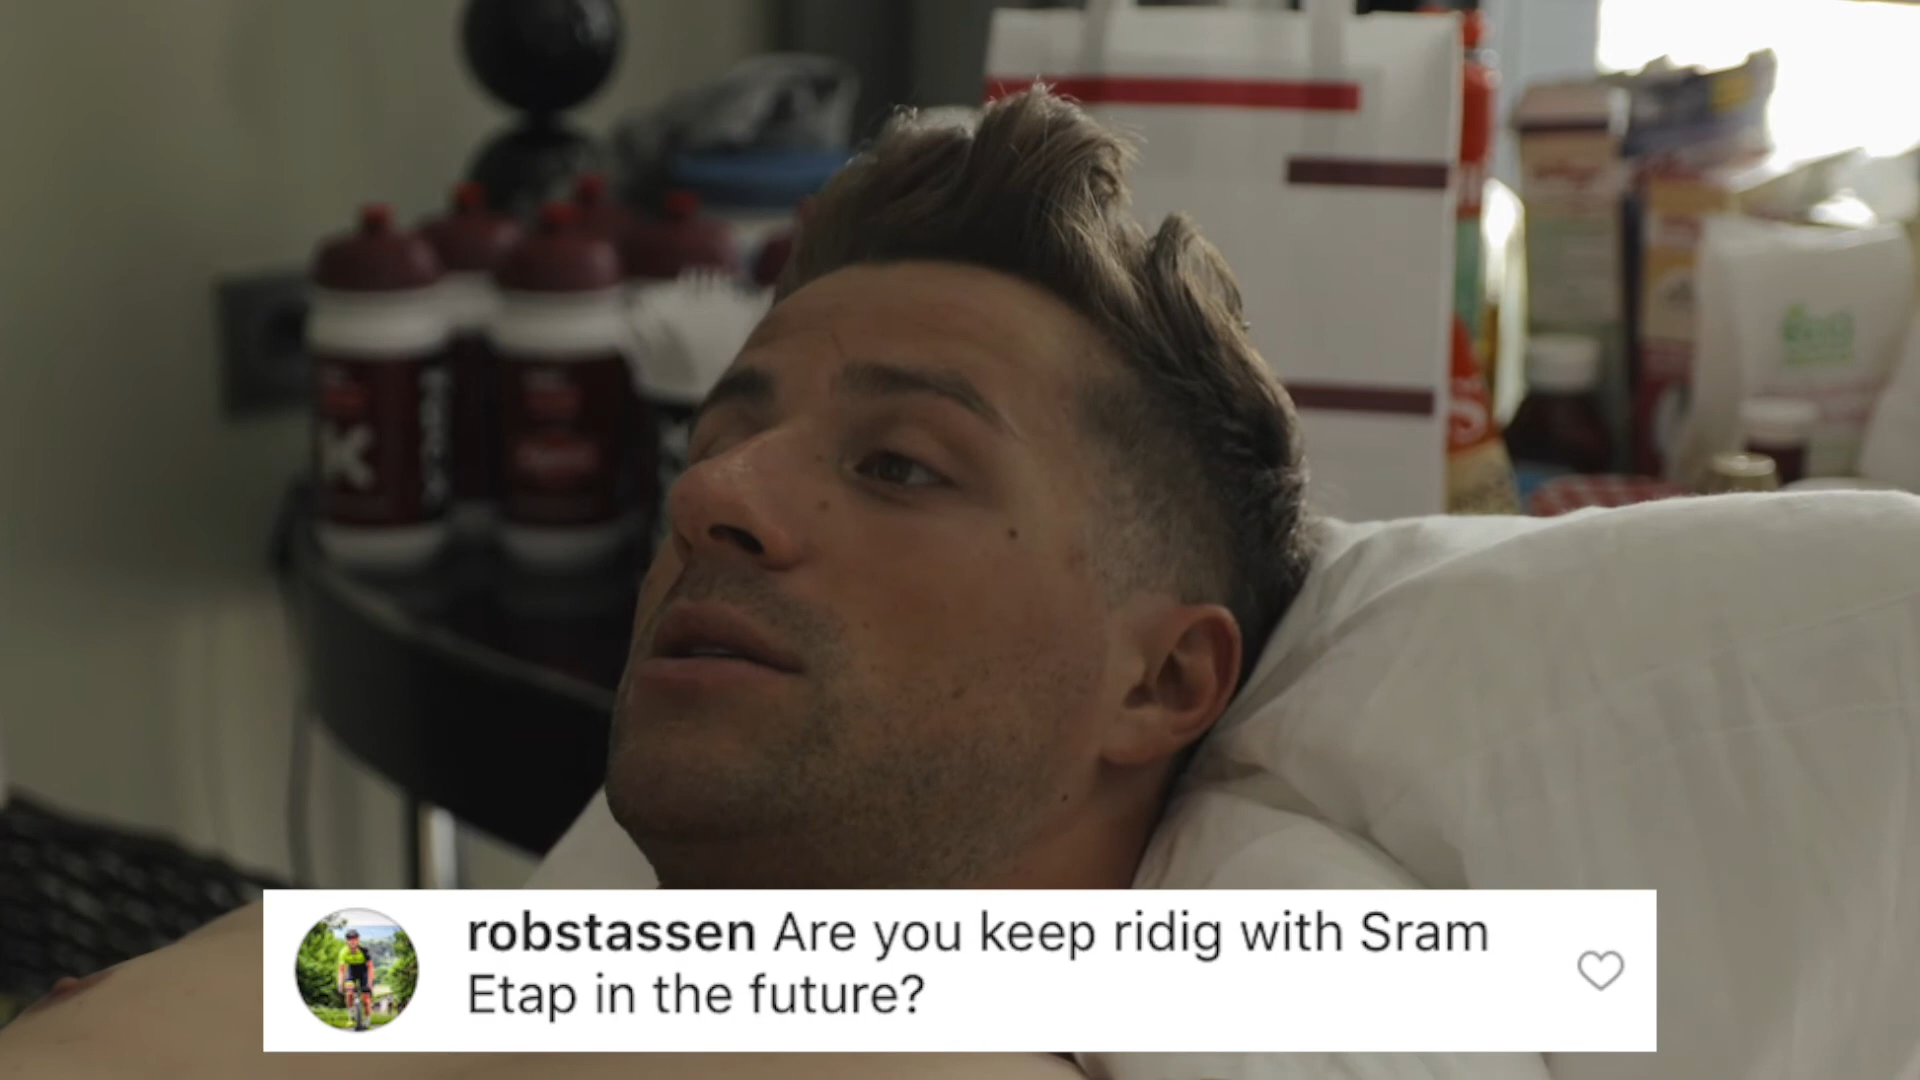 K
robstassen Are you keep ridig with Sram
Etap in the future?